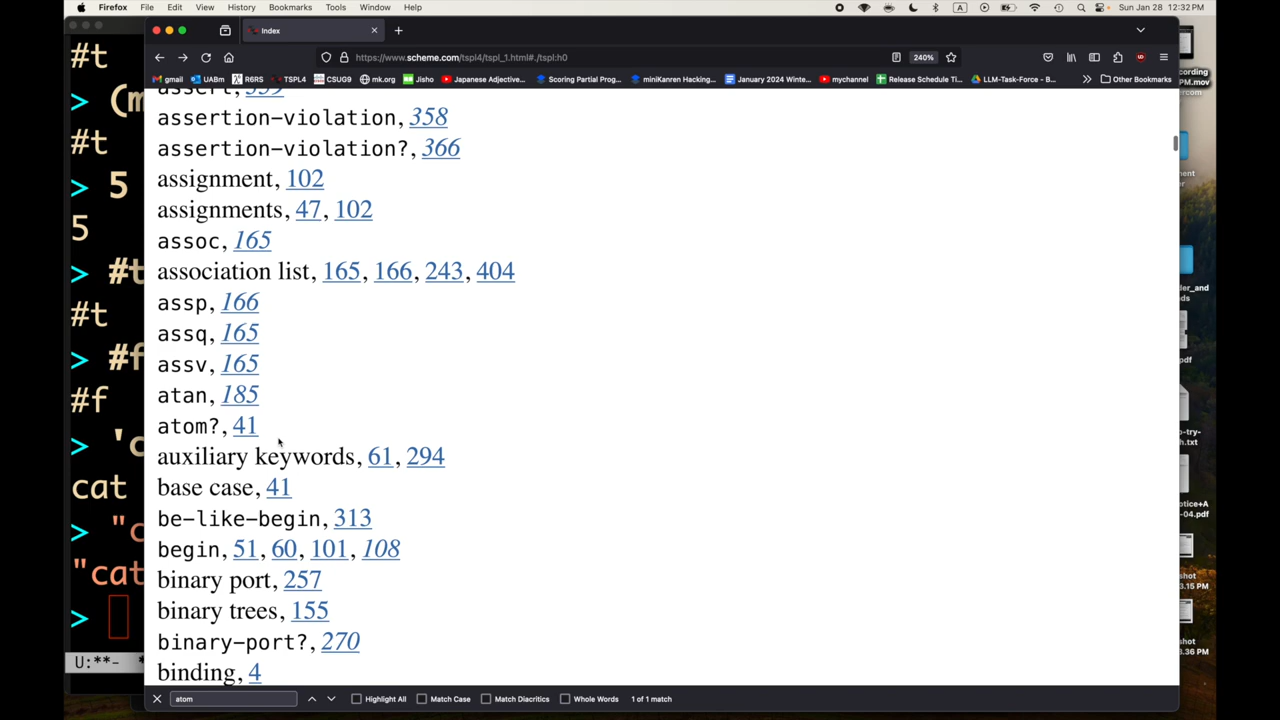 Firefox File Edit View History Bookmarks Tools Window Help
Sun Jan 28 12:32 PM
Index
https://www.scheme.com/tspl4/tspl_1.html#./tspl:h0
240%
gmail UABm R6RS TSPL4 CSUG9 mk.org Jisho Japanese Adjective... Scoring Partial Prog... miniKanren Hacking... January 2024 Winte... mychannel Release Schedule Ti... LLM-Task-Force - B... Other Bookmarks
#t
> (m
#t
> 5
5
> #t
#t
> #f
#f
> 'c
cat
> "c
"cat
>
U:**-
assert, 359
assertion-violation, 358
assertion-violation?, 366
assignment, 102
assignments, 47, 102
assoc, 165
association list, 165, 166, 243, 404
assp, 166
assq, 165
assv, 165
atan, 185
atom?, 41
auxiliary keywords, 61, 294
base case, 41
be-like-begin, 313
begin, 51, 60, 101, 108
binary port, 257
binary trees, 155
binary-port?, 270
binding, 4
atom
Highlight All Match Case Match Diacritics Whole Words 1 of 1 match